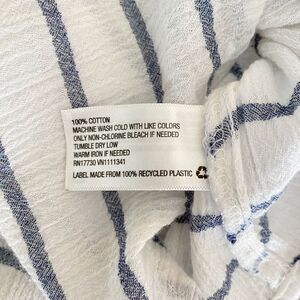 100% COTTON
MACHINE WASH COLD WITH LIKE COLORS
ONLY NON-CHLORINE BLEACH IF NEEDED
TUMBLE DRY LOW
WARM IRON IF NEEDED
RN17730 VN1111341
LABEL MADE FROM 100% RECYCLED PLASTIC